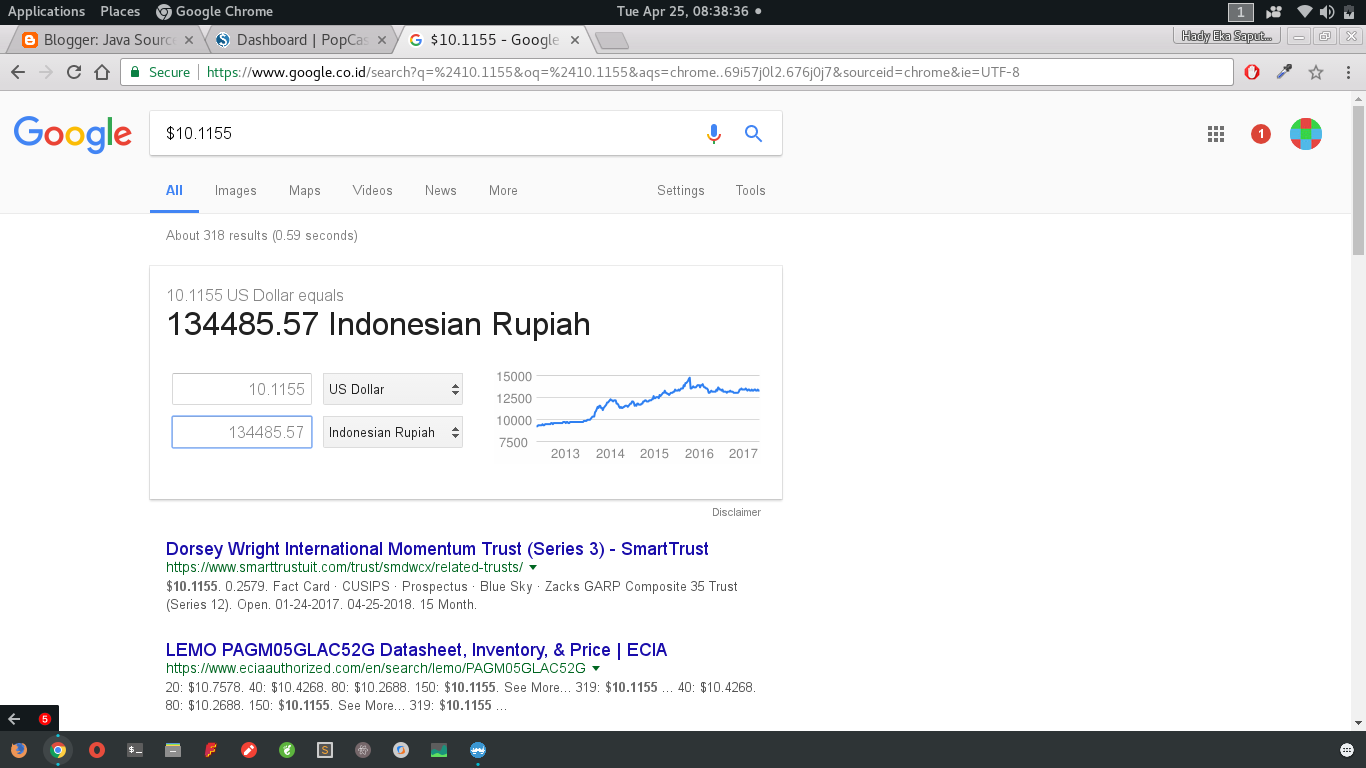 Applications Places Google Chrome Tue Apr 25, 08:38:36 1
Blogger: Java Source Dashboard | PopCas $10.1155 - Google Hady Eka Saput...
Secure https://www.google.co.id/search?q=%2410.1155&oq=%2410.1155&aqs=chrome..69i57j0l2.676j0j7&sourceid=chrome&ie=UTF-8
Google $10.1155 1
All Images Maps Videos News More Settings Tools
About 318 results (0.59 seconds)
10.1155 US Dollar equals
134485.57 Indonesian Rupiah
10.1155 US Dollar
134485.57 Indonesian Rupiah
15000
12500
10000
7500
2013 2014 2015 2016 2017
Disclaimer
Dorsey Wright International Momentum Trust (Series 3) - SmartTrust
https://www.smarttrustuit.com/trust/smdwcx/related-trusts/
$10.1155. 0.2579. Fact Card · CUSIPS · Prospectus · Blue Sky · Zacks GARP Composite 35 Trust
(Series 12). Open. 01-24-2017. 04-25-2018. 15 Month.
LEMO PAGM05GLAC52G Datasheet, Inventory, & Price | ECIA
https://www.eciaauthorized.com/en/search/lemo/PAGM05GLAC52G
20: $10.7578. 40: $10.4268. 80: $10.2688. 150: $10.1155. See More... 319: $10.1155 ... 40: $10.4268.
80: $10.2688. 150: $10.1155. See More... 319: $10.1155 ...
5